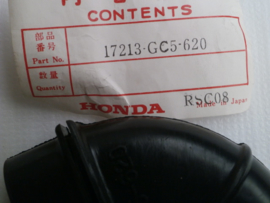 CONTENTS
部品
番号
Part No.
17213-GC5-620
数量
Quantity
HONDA
RSC08
Made in Japan